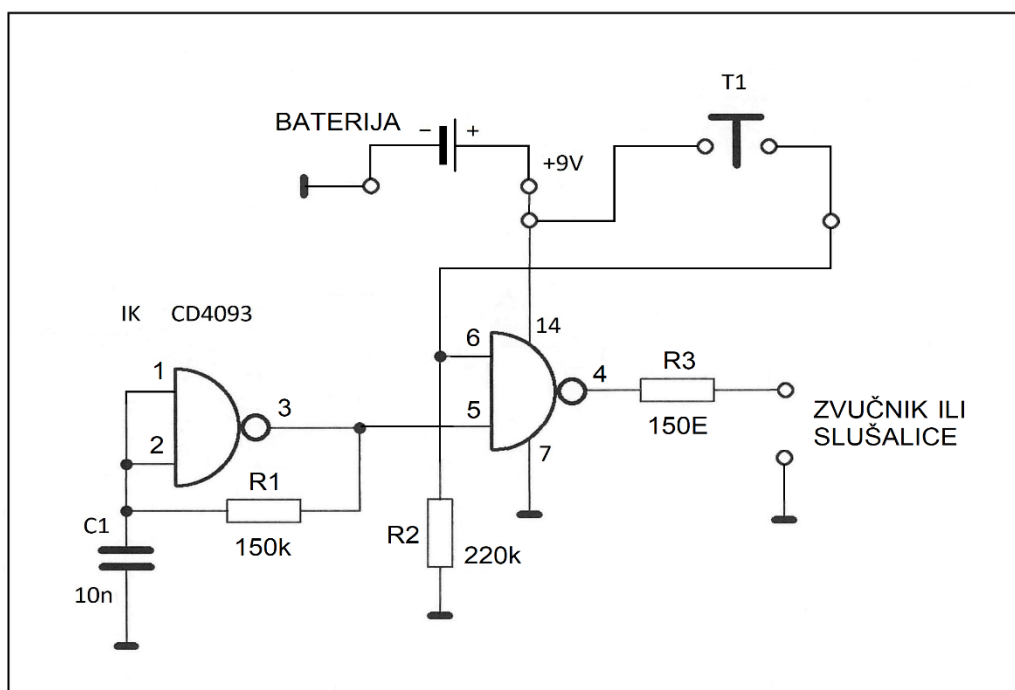 T1
BATERIJA
− +
+9V
IK CD4093
14
6
1
4
R3
3
5
150E
ZVUČNIK ILI
SLUŠALICE
2
7
R1
C1
R2
150k
220k
10n